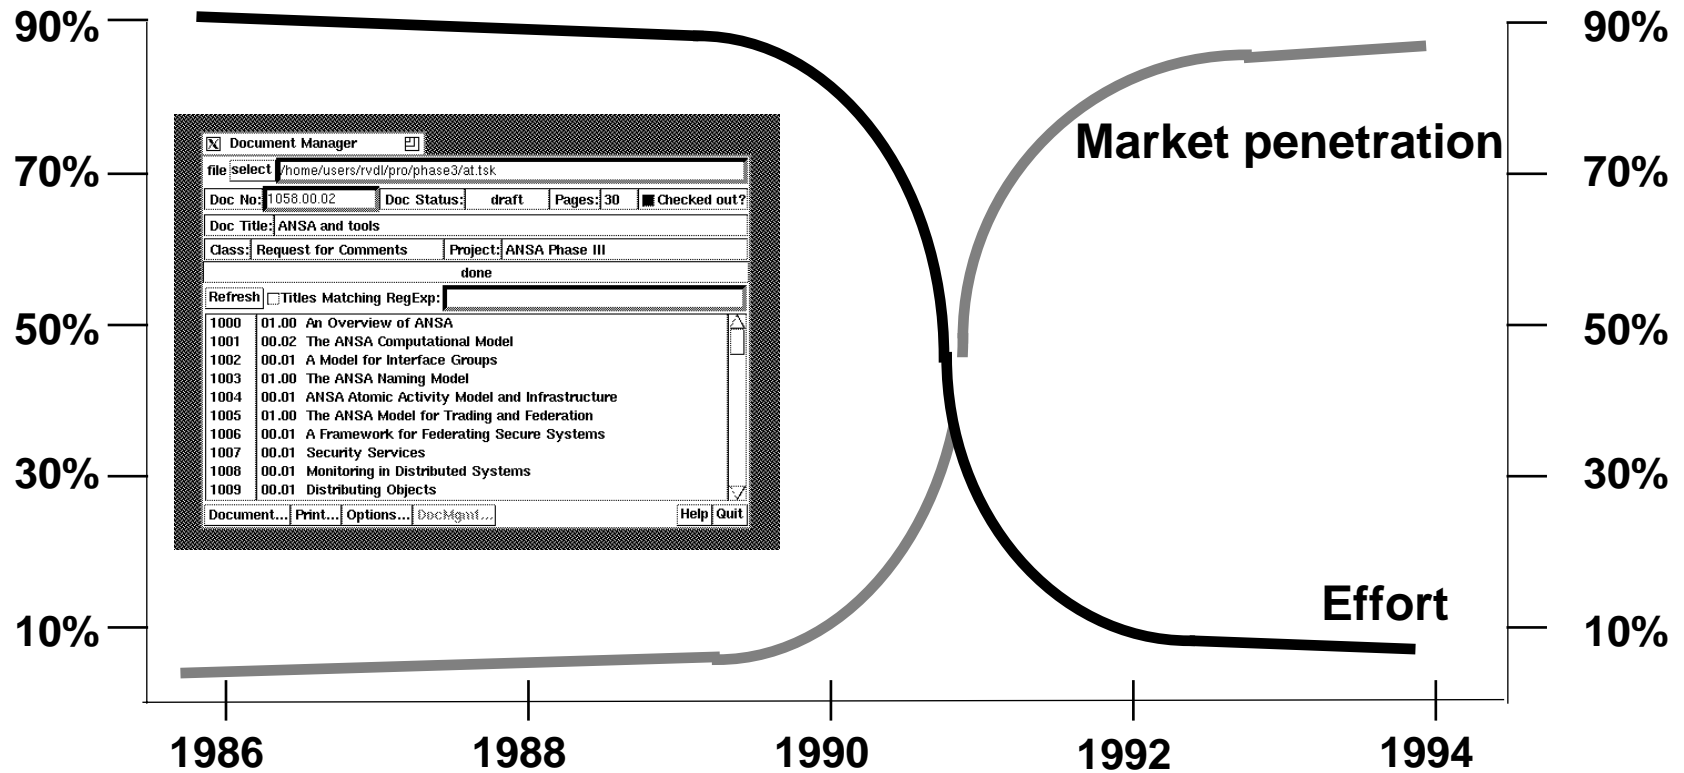 90%
90%
Document Manager
Market penetration
file select /home/users/rvdl/pro/phase3/at.tsk
70%
70%
Doc No: 1058.00.02 Doc Status: draft Pages: 30 Checked out?
Doc Title: ANSA and tools
Class: Request for Comments Project: ANSA Phase III
done
Refresh Titles Matching RegExp:
50%
50%
1000 01.00 An Overview of ANSA
1001 00.02 The ANSA Computational Model
1002 00.01 A Model for Interface Groups
1003 01.00 The ANSA Naming Model
1004 00.01 ANSA Atomic Activity Model and Infrastructure
1005 01.00 The ANSA Model for Trading and Federation
1006 00.01 A Framework for Federating Secure Systems
1007 00.01 Security Services
1008 00.01 Monitoring in Distributed Systems
1009 00.01 Distributing Objects
30%
30%
Document... Print... Options... DocMgmt... Help Quit
Effort
10%
10%
1986 1988 1990 1992 1994